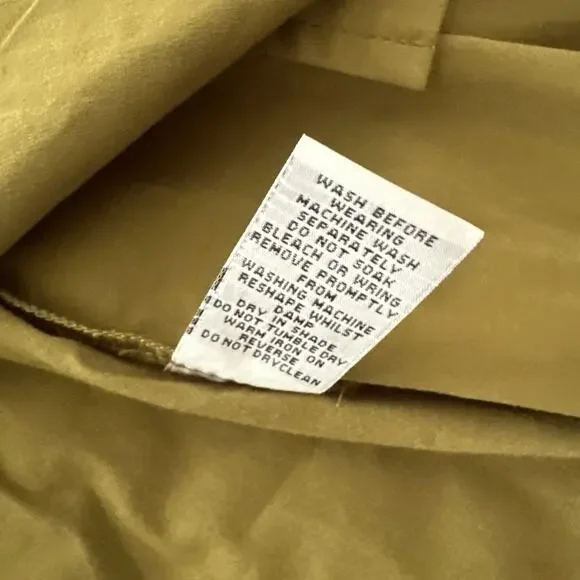 WASH BEFORE
WEARING
MACHINE WASH
SEPARATELY
DO NOT SOAK
BLEACH OR WRING
REMOVE PROMPTLY
FROM
WASHING MACHINE
RESHAPE WHILST
DAMP
DRY IN SHADE
DO NOT TUMBLE DRY
WARM IRON ON
REVERSE
DO NOT DRYCLEAN